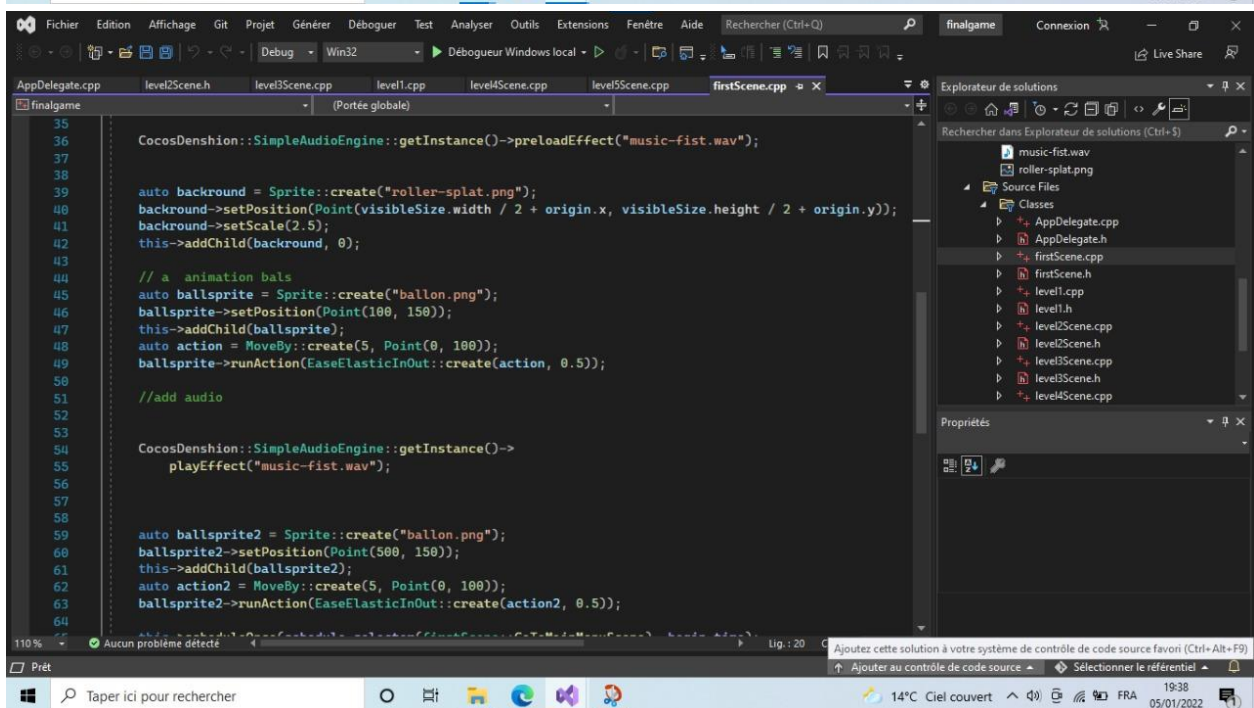 Fichier Edition Affichage Git Projet Générer Déboguer Test Analyser Outils Extensions Fenêtre Aide Rechercher (Ctrl+Q) finalgame Connexion
Debug Win32 Débogueur Windows local Live Share
AppDelegate.cpp level2Scene.h level3Scene.cpp level1.cpp level4Scene.cpp level5Scene.cpp firstScene.cpp
finalgame (Portée globale)
35
36 CocosDenshion::SimpleAudioEngine::getInstance()->preloadEffect("music-fist.wav");
37
38
39 auto backround = Sprite::create("roller-splat.png");
40 backround->setPosition(Point(visibleSize.width / 2 + origin.x, visibleSize.height / 2 + origin.y));
41 backround->setScale(2.5);
42 this->addChild(backround, 0);
43
44 // a animation bals
45 auto ballsprite = Sprite::create("ballon.png");
46 ballsprite->setPosition(Point(100, 150));
47 this->addChild(ballsprite);
48 auto action = MoveBy::create(5, Point(0, 100));
49 ballsprite->runAction(EaseElasticInOut::create(action, 0.5));
50
51 //add audio
52
53
54 CocosDenshion::SimpleAudioEngine::getInstance()->
55 playEffect("music-fist.wav");
56
57
58
59 auto ballsprite2 = Sprite::create("ballon.png");
60 ballsprite2->setPosition(Point(500, 150));
61 this->addChild(ballsprite2);
62 auto action2 = MoveBy::create(5, Point(0, 100));
63 ballsprite2->runAction(EaseElasticInOut::create(action2, 0.5));
64
110 % Aucun problème détecté Lig. : 20
Explorateur de solutions
Rechercher dans Explorateur de solutions (Ctrl+$)
music-fist.wav
roller-splat.png
Source Files
Classes
AppDelegate.cpp
AppDelegate.h
firstScene.cpp
firstScene.h
level1.cpp
level1.h
level2Scene.cpp
level2Scene.h
level3Scene.cpp
level3Scene.h
level4Scene.cpp
Propriétés
Ajoutez cette solution à votre système de contrôle de code source favori (Ctrl+Alt+F9)
Prêt Ajouter au contrôle de code source Sélectionner le référentiel
Taper ici pour rechercher 14°C Ciel couvert FRA 19:38
05/01/2022